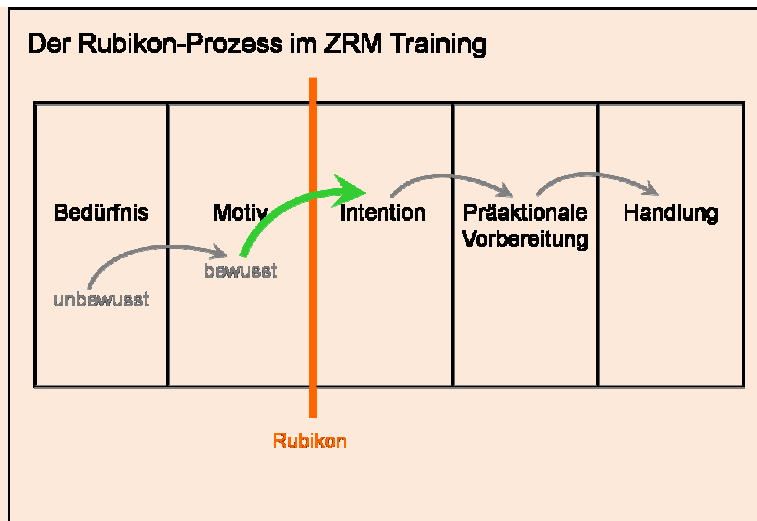 Der Rubikon-Prozess im ZRM Training
Bedürfnis
unbewusst
Motiv
bewusst
Intention
Präaktionale
Vorbereitung
Handlung
Rubikon